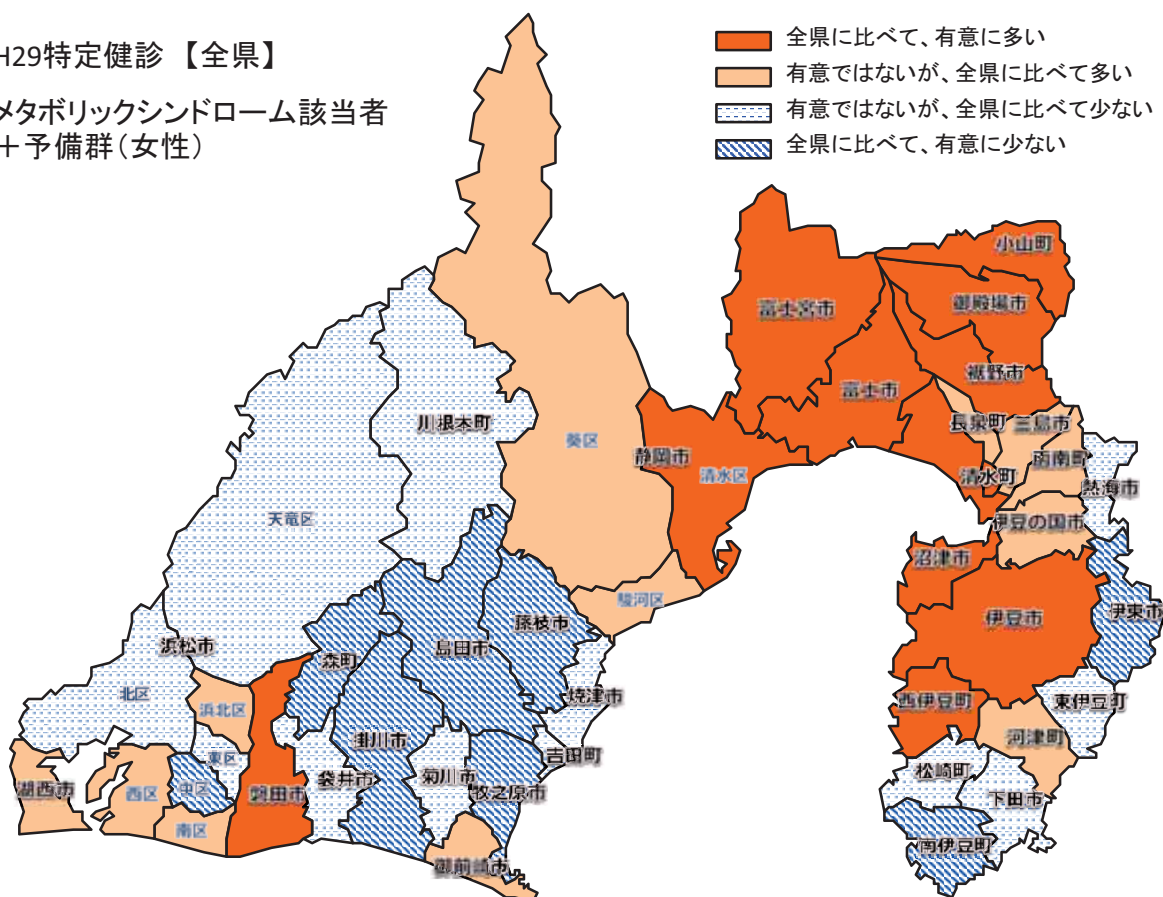 H29特定健診 【全県】
メタボリックシンドローム該当者
+予備群(女性)
全県に比べて、有意に多い
有意ではないが、全県に比べて多い
有意ではないが、全県に比べて少ない
全県に比べて、有意に少ない
小山町
御殿場市
富士宮市
裾野市
富士市
長泉町
三島市
川根本町
葵区
静岡市
清水区
函南町
清水町
熱海市
天竜区
伊豆の国市
沼津市
駿河区
伊豆市
伊東市
藤枝市
浜松市
島田市
森町
北区
焼津市
西伊豆町
東伊豆町
浜北区
掛川市
河津町
東区
吉田町
袋井市
菊川市
松崎町
湖西市
西区
中区
磐田市
牧之原市
下田市
南区
南伊豆町
御前崎市